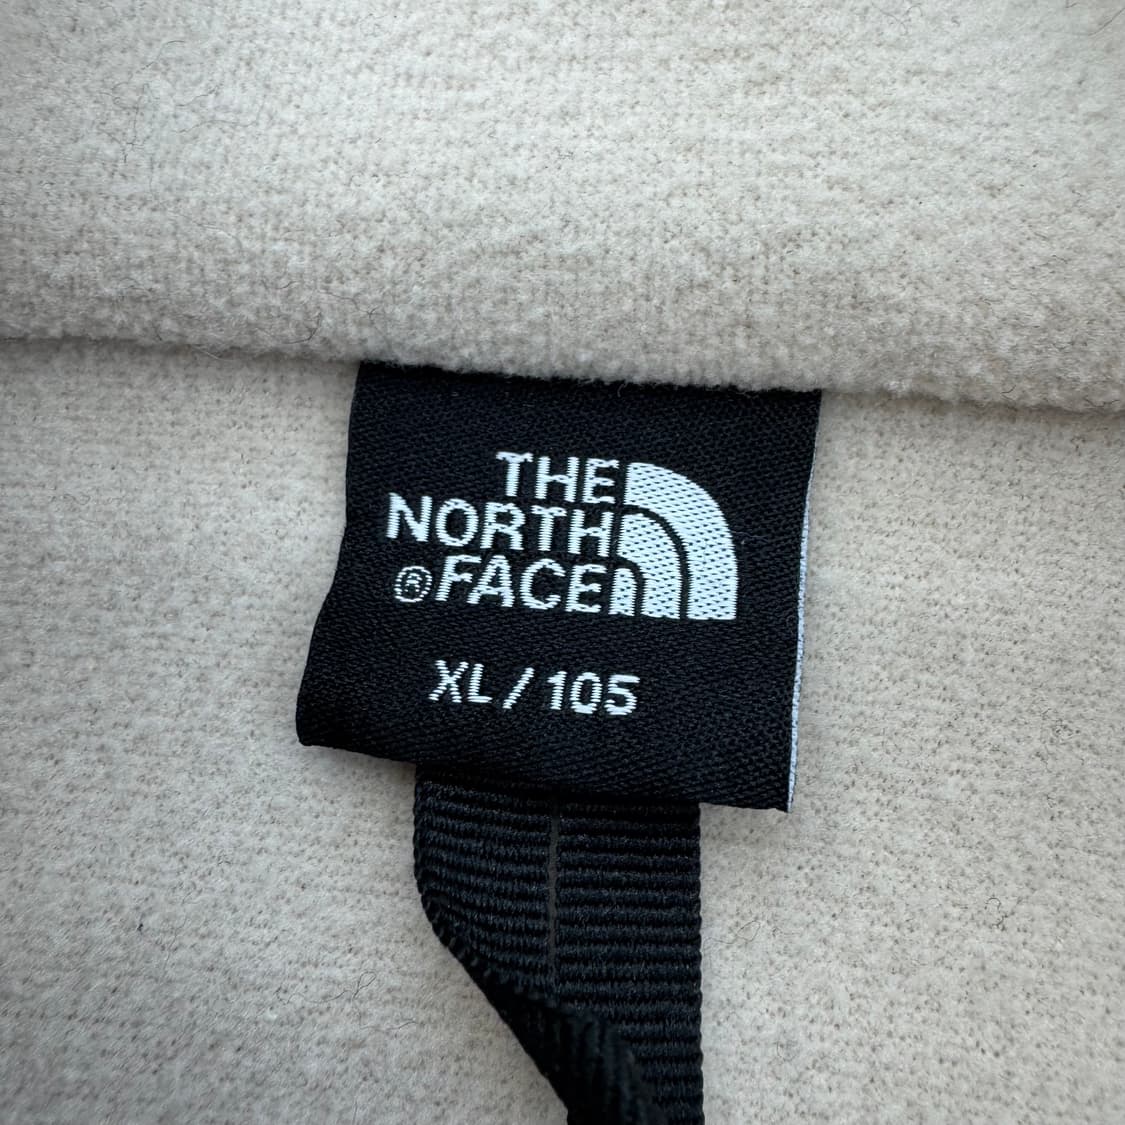 THE
NORTH
®FACE
XL / 105